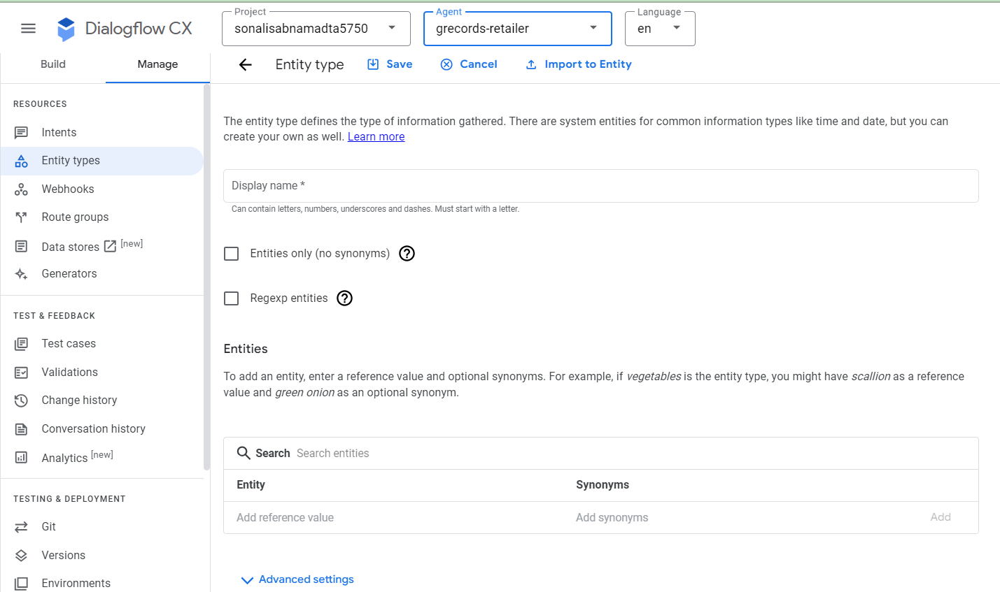 Dialogflow CX
Project
sonalisabnamadta5750
Agent
grecords-retailer
Language
en
Build
Manage
Entity type
Save
Cancel
Import to Entity
RESOURCES
Intents
Entity types
Webhooks
Route groups
Data stores [new]
Generators
TEST & FEEDBACK
Test cases
Validations
Change history
Conversation history
Analytics [new]
TESTING & DEPLOYMENT
Git
Versions
Environments
The entity type defines the type of information gathered. There are system entities for common information types like time and date, but you can
create your own as well. Learn more
Display name *
Can contain letters, numbers, underscores and dashes. Must start with a letter.
Entities only (no synonyms)
Regexp entities
Entities
To add an entity, enter a reference value and optional synonyms. For example, if vegetables is the entity type, you might have scallion as a reference
value and green onion as an optional synonym.
Search Search entities
Entity Synonyms
Add reference value Add synonyms Add
Advanced settings